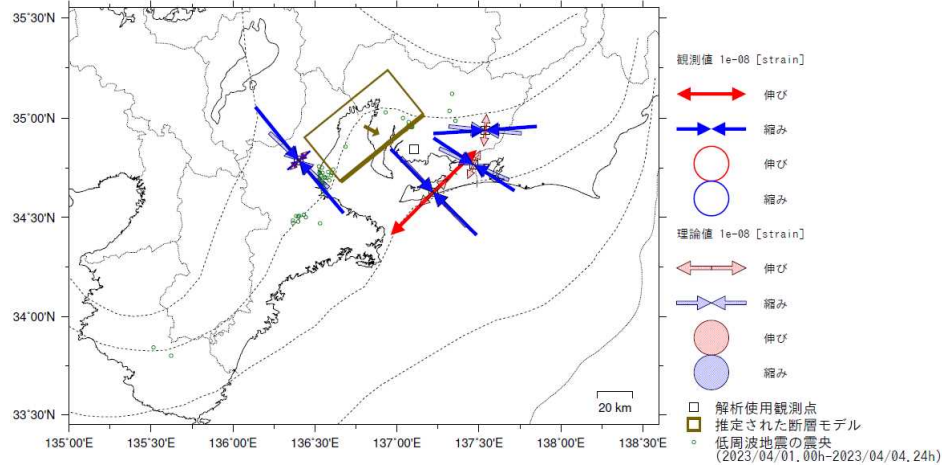 35°30'N
35°00'N
34°30'N
34°00'N
33°30'N
135°00'E
135°30'E
136°00'E
136°30'E
137°00'E
137°30'E
138°00'E
138°30'E
20 km
観測値 1e-08 [strain]
伸び
縮み
伸び
縮み
理論値 1e-08 [strain]
伸び
縮み
伸び
縮み
解析使用観測点
推定された断層モデル
低周波地震の震央
(2023/04/01.00h-2023/04/04.24h)